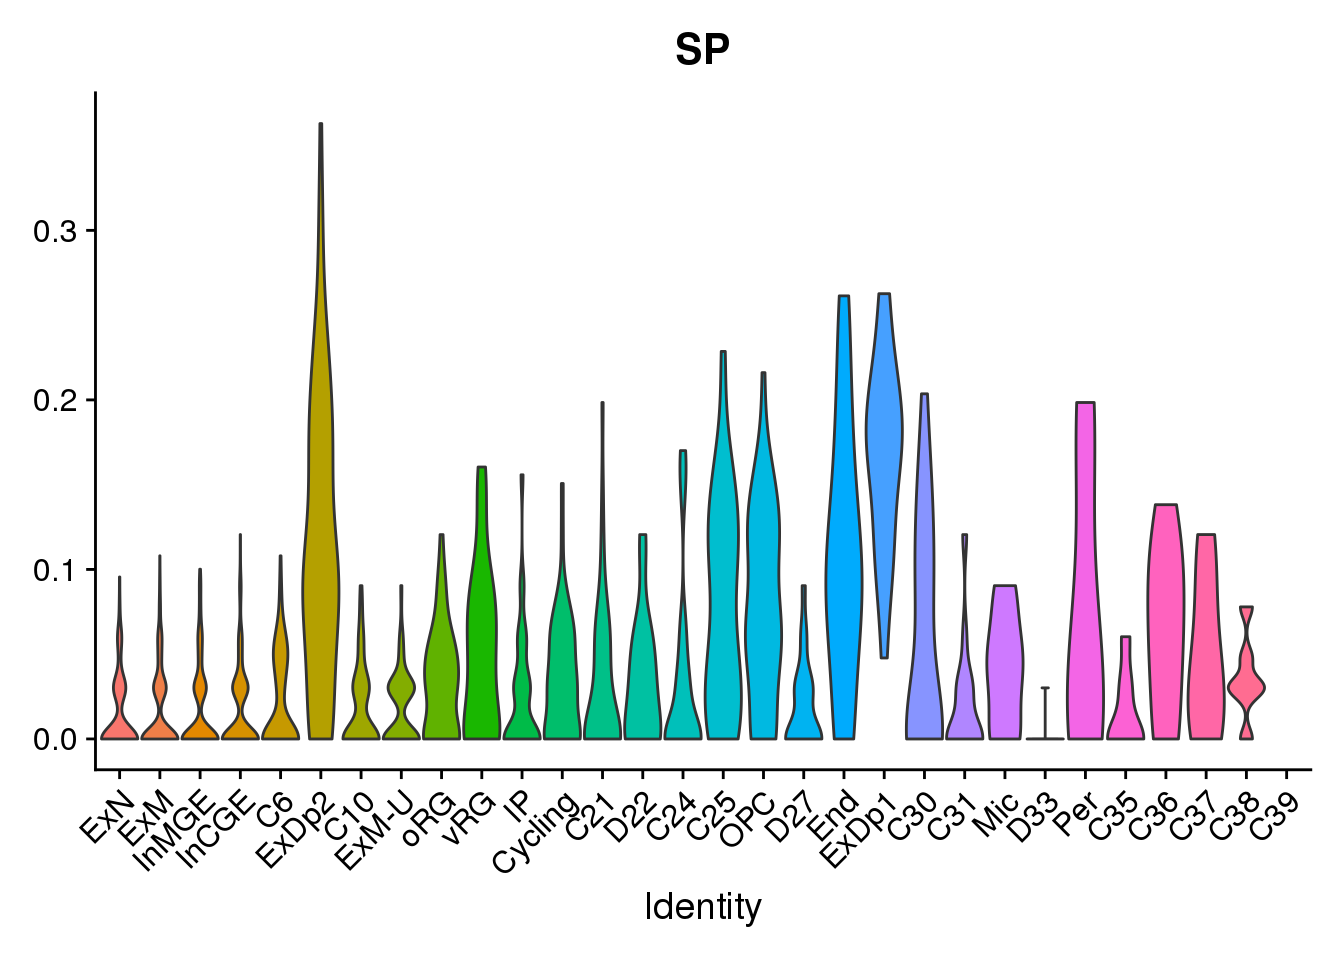 SP
0.3
0.2
0.1
0.0
ExN
ExM
InMGE
InCGE
C6
ExDp2
C10
ExM-U
oRG
vRG
IP
Cycling
C21
D22
C24
C25
OPC
D27
End
ExDp1
C30
C31
Mic
D33
Per
C35
C36
C37
C38
C39
Identity